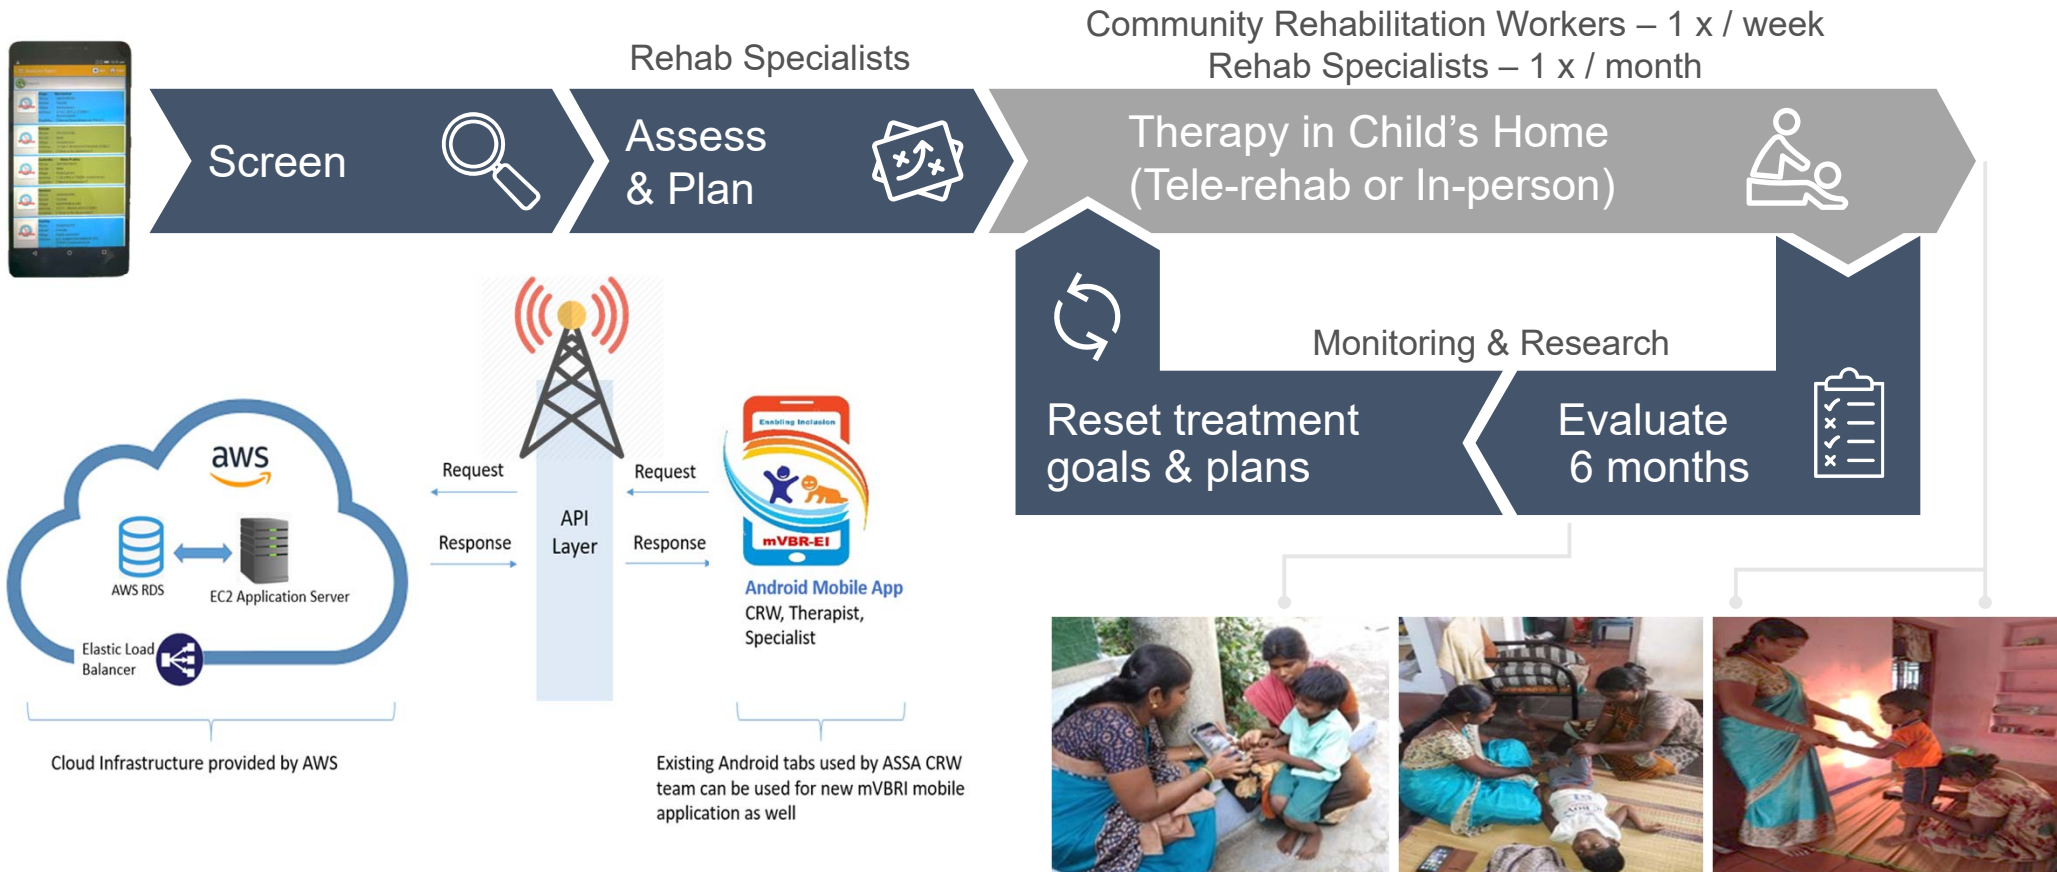 Community Rehabilitation Workers – 1 x / week
Rehab Specialists – 1 x / month
Rehab Specialists
Screen
Assess
& Plan
Therapy in Child's Home
(Tele-rehab or In-person)
Monitoring & Research
Reset treatment
goals & plans
Evaluate
6 months
aws
AWS RDS
EC2 Application Server
Elastic Load
Balancer
Cloud Infrastructure provided by AWS
Request
Response
API
Layer
Request
Response
Enabling Inclusion
mVBR-EI
Android Mobile App
CRW, Therapist,
Specialist
Existing Android tabs used by ASSA CRW
team can be used for new mVBRI mobile
application as well